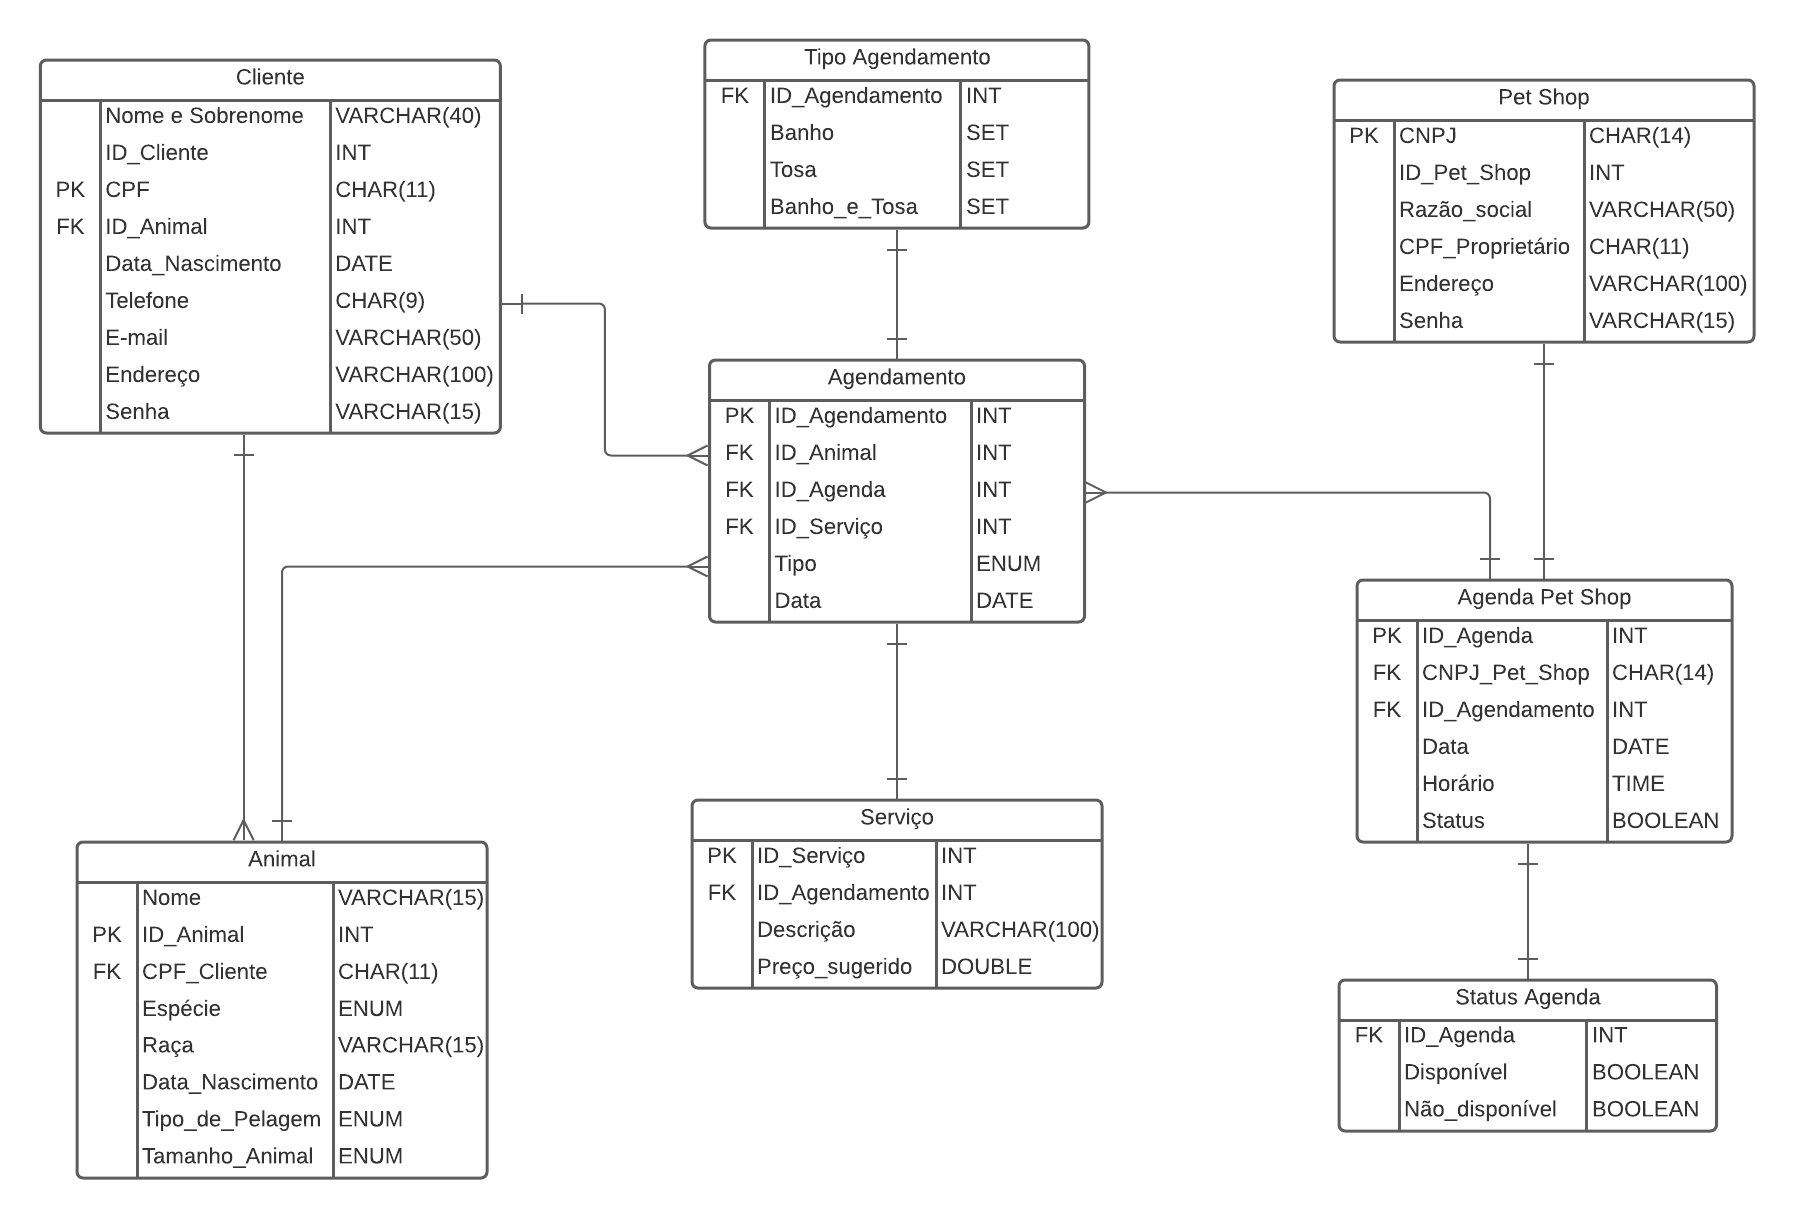 Cliente
Nome e Sobrenome VARCHAR(40)
ID_Cliente INT
PK CPF CHAR(11)
FK ID_Animal INT
Data_Nascimento DATE
Telefone CHAR(9)
E-mail VARCHAR(50)
Endereço VARCHAR(100)
Senha VARCHAR(15)
Tipo Agendamento
FK ID_Agendamento INT
Banho SET
Tosa SET
Banho_e_Tosa SET
Pet Shop
PK CNPJ CHAR(14)
ID_Pet_Shop INT
Razão_social VARCHAR(50)
CPF_Proprietário CHAR(11)
Endereço VARCHAR(100)
Senha VARCHAR(15)
Agendamento
PK ID_Agendamento INT
FK ID_Animal INT
FK ID_Agenda INT
FK ID_Serviço INT
Tipo ENUM
Data DATE
Agenda Pet Shop
PK ID_Agenda INT
FK CNPJ_Pet_Shop CHAR(14)
FK ID_Agendamento INT
Data DATE
Horário TIME
Status BOOLEAN
Animal
Nome VARCHAR(15)
PK ID_Animal INT
FK CPF_Cliente CHAR(11)
Espécie ENUM
Raça VARCHAR(15)
Data_Nascimento DATE
Tipo_de_Pelagem ENUM
Tamanho_Animal ENUM
Serviço
PK ID_Serviço INT
FK ID_Agendamento INT
Descrição VARCHAR(100)
Preço_sugerido DOUBLE
Status Agenda
FK ID_Agenda INT
Disponível BOOLEAN
Não_disponível BOOLEAN